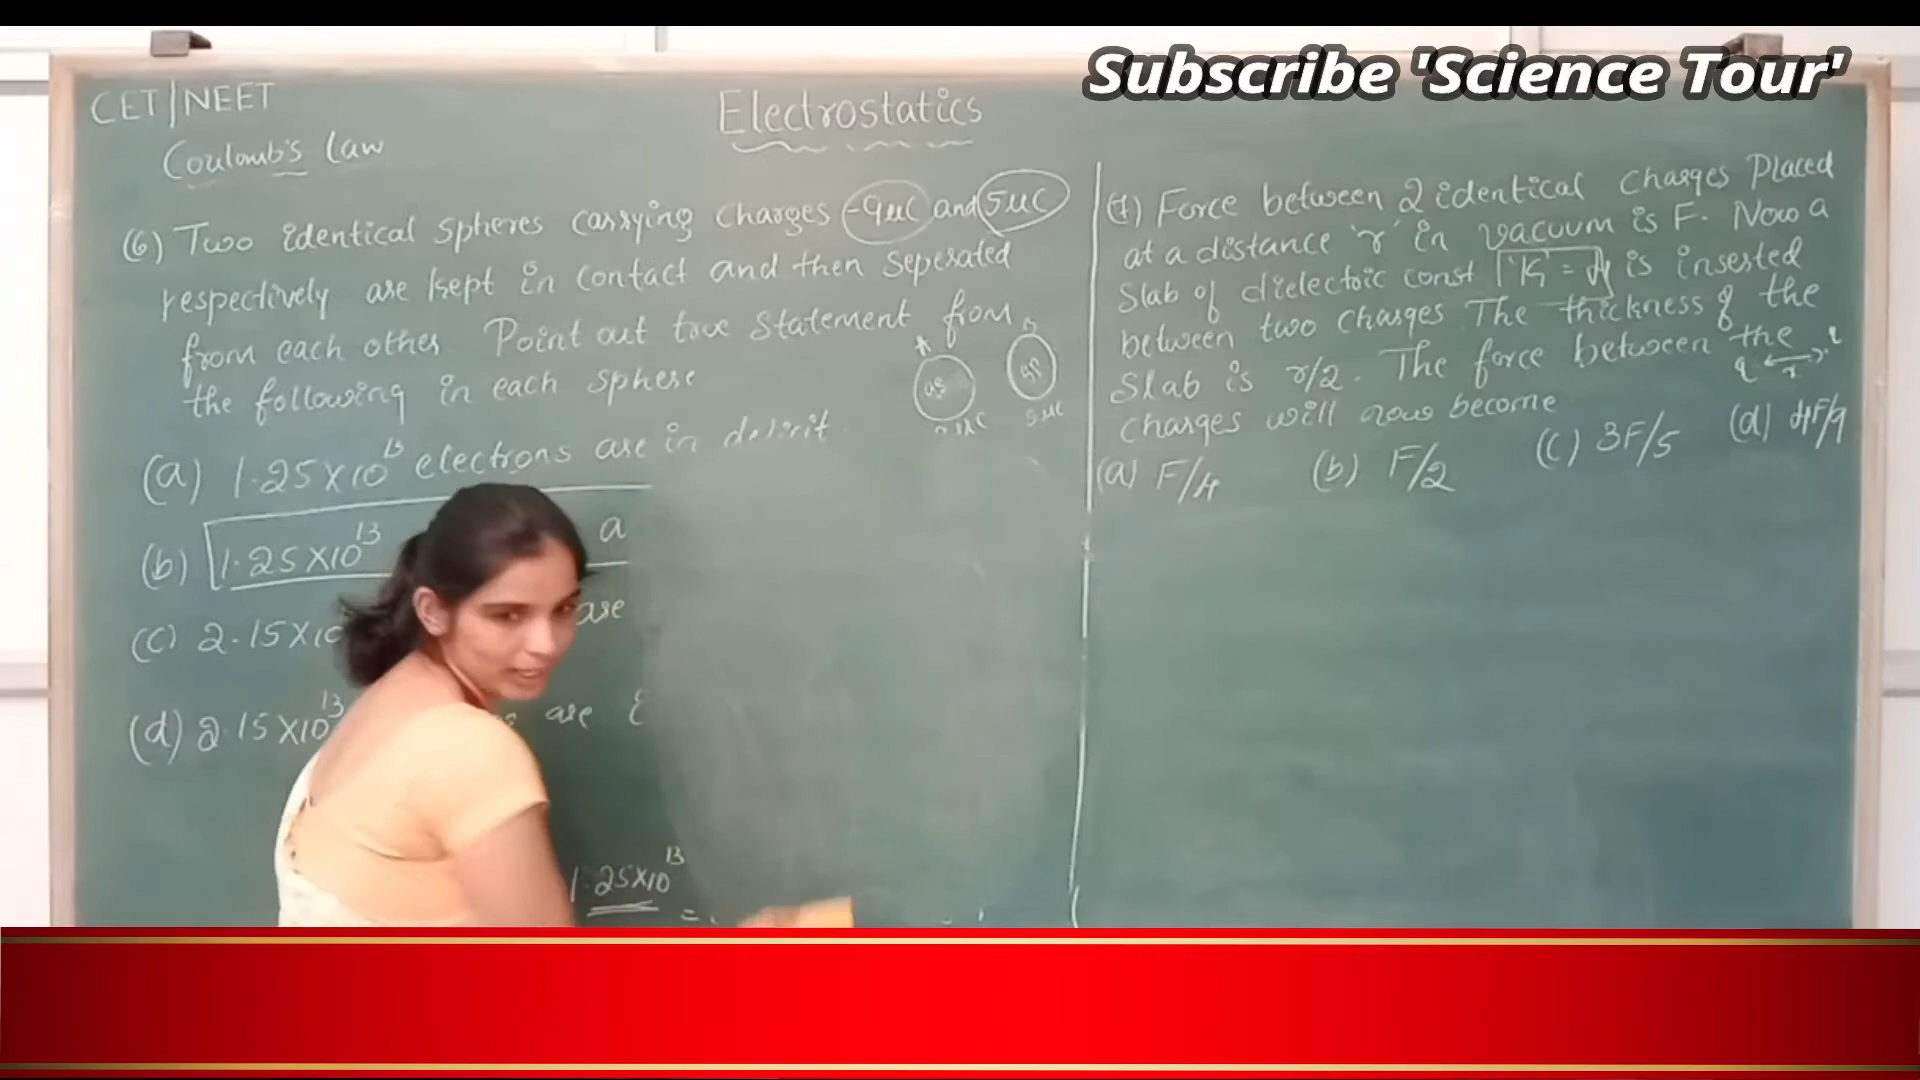 Subscribe 'Science Tour'
CET|NEET
Electrostatics
Coulomb's Law
(6) Two identical spheres carrying charges -9μC and 5μC
respectively are kept in contact and then seperated
from each other Point out true statement from
the following in each sphere
A B
5μC
(a) 1.25X10^13 electrons are in deficit
(b) 1.25X10^13 a
(c) 2.15X10 are
(d) 2.15X10^13 are
1.25X10^13
=
(7) Force between 2 identical charges Placed
at a distance 'r' in vacuum is F. Now a
Slab of dielectric const 'K' = 4 is inserted
between two charges The thickness of the
Slab is r/2. The force between the
charges will now become
(a) F/4 (b) F/2 (c) 3F/5 (d) 4F/9